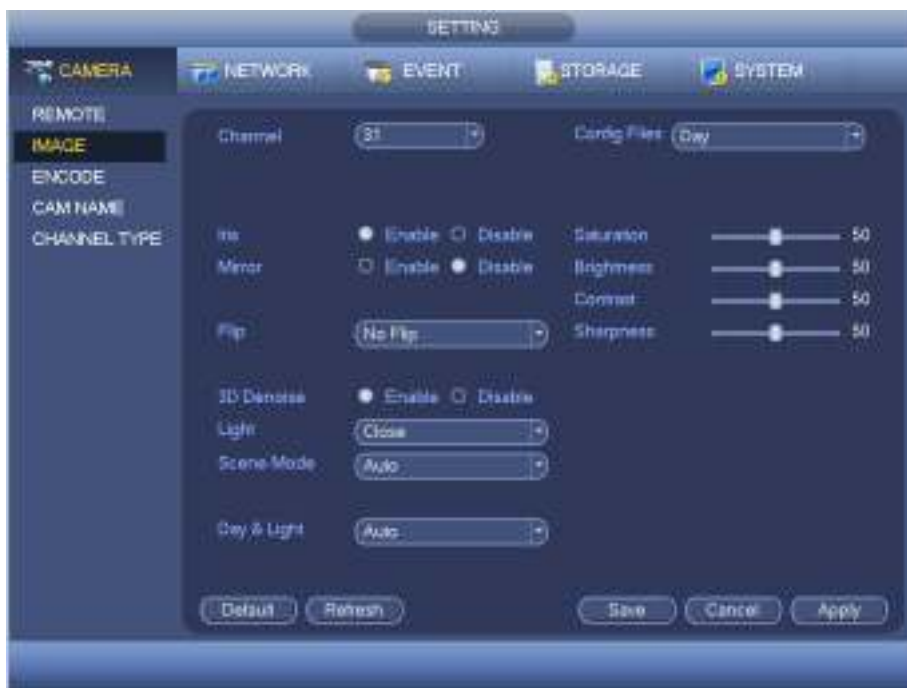 SETTING
CAMERA NETWORK EVENT STORAGE SYSTEM
REMOTE
IMAGE
ENCODE
CAM NAME
CHANNEL TYPE
Channel 31 Config Files Day
Iris Enable Disable Saturation 50
Mirror Enable Disable Brightness 50
Contrast 50
Flip No Flip Sharpness 50
3D Denoise Enable Disable
Light Close
Scene Mode Auto
Day & Light Auto
Default Refresh Save Cancel Apply